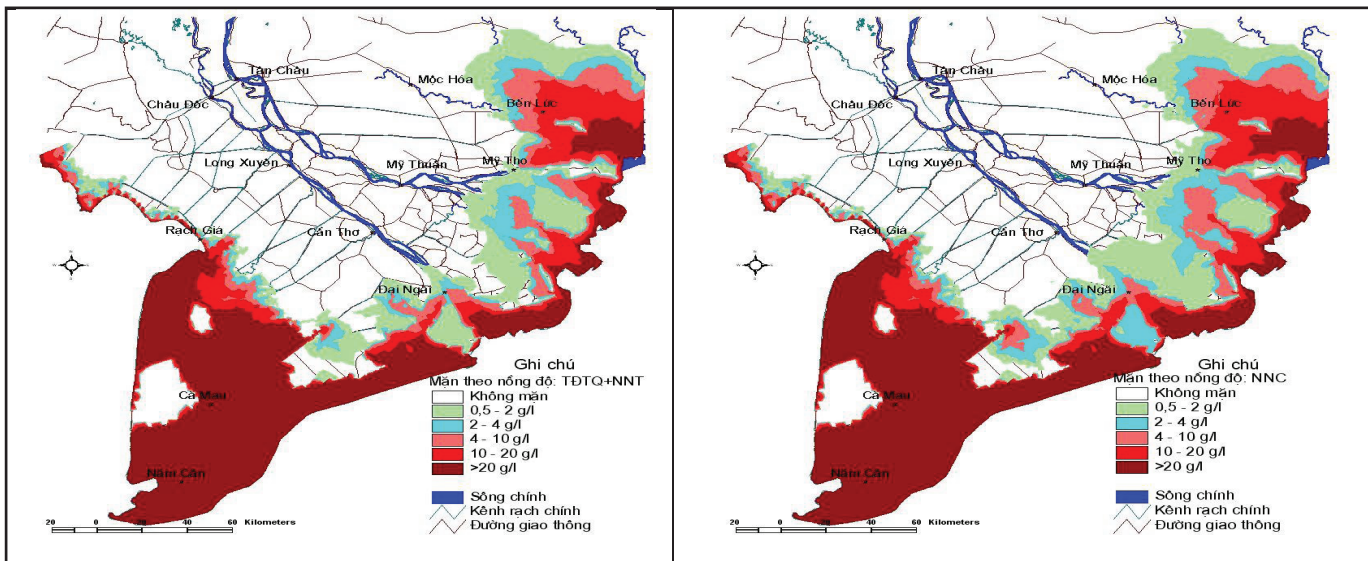 Tân Châu
Mộc Hóa
Châu Đốc
Bến Lức
Long Xuyên
Mỹ Thuận
Mỹ Tho
Rạch Giá
Cần Thơ
Đại Ngãi
Cà Mau
Năm Căn
Ghi chú
Mặn theo nồng độ: TĐTQ+NNT
Không mặn
0,5 - 2 g/l
2 - 4 g/l
4 - 10 g/l
10 - 20 g/l
>20 g/l
Sông chính
Kênh rạch chính
Đường giao thông
20 0 20 40 60 Kilometers
Tân Châu
Mộc Hóa
Châu Đốc
Bến Lức
Long Xuyên
Mỹ Thuận
Mỹ Tho
Rạch Giá
Cần Thơ
Đại Ngãi
Cà Mau
Năm Căn
Ghi chú
Mặn theo nồng độ: NNC
Không mặn
0,5 - 2 g/l
2 - 4 g/l
4 - 10 g/l
10 - 20 g/l
>20 g/l
Sông chính
Kênh rạch chính
Đường giao thông
20 0 20 40 60 Kilometers